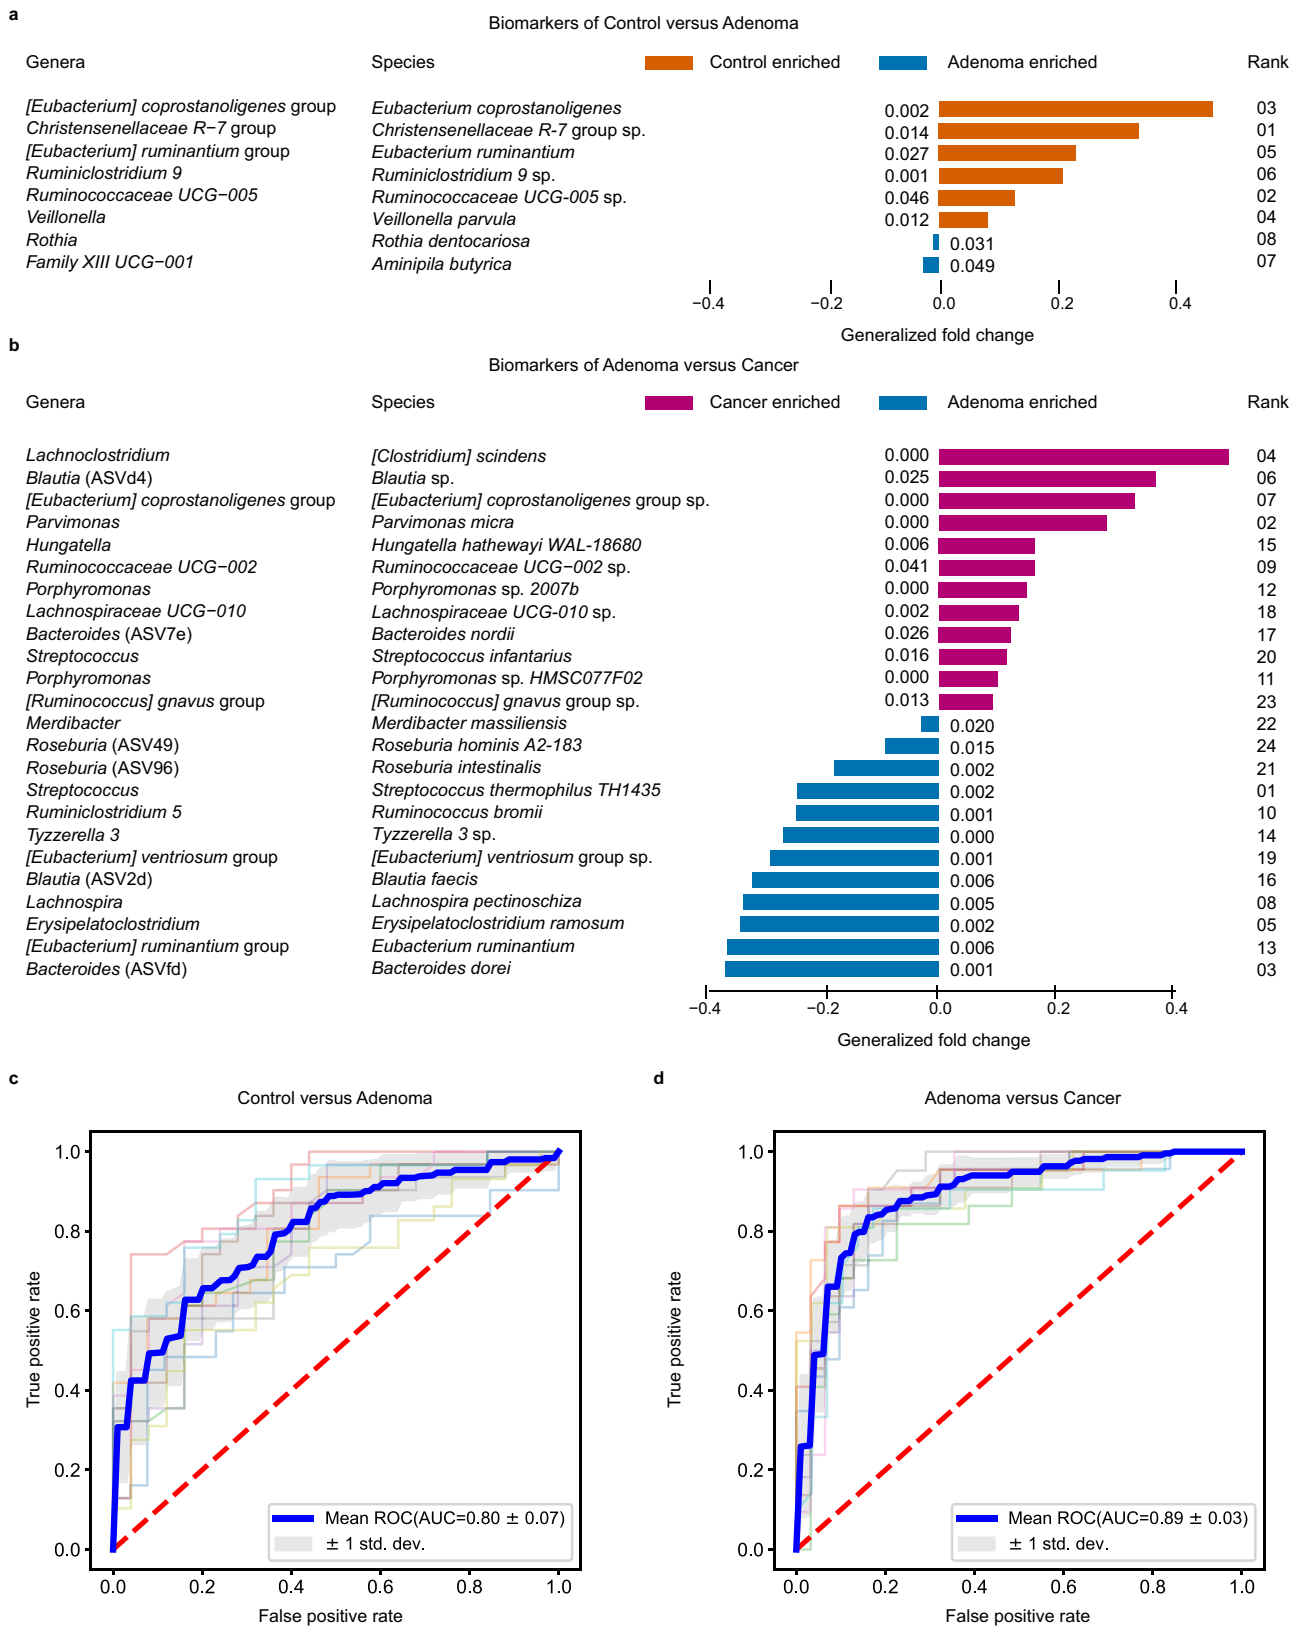 a
Biomarkers of Control versus Adenoma
Genera Species Control enriched Adenoma enriched Rank
[Eubacterium] coprostanoligenes group Eubacterium coprostanoligenes 0.002 03
Christensenellaceae R−7 group Christensenellaceae R-7 group sp. 0.014 01
[Eubacterium] ruminantium group Eubacterium ruminantium 0.027 05
Ruminiclostridium 9 Ruminiclostridium 9 sp. 0.001 06
Ruminococcaceae UCG−005 Ruminococcaceae UCG-005 sp. 0.046 02
Veillonella Veillonella parvula 0.012 04
Rothia Rothia dentocariosa 0.031 08
Family XIII UCG−001 Aminipila butyrica 0.049 07
−0.4 −0.2 0.0 0.2 0.4
Generalized fold change
b
Biomarkers of Adenoma versus Cancer
Genera Species Cancer enriched Adenoma enriched Rank
Lachnoclostridium [Clostridium] scindens 0.000 04
Blautia (ASVd4) Blautia sp. 0.025 06
[Eubacterium] coprostanoligenes group [Eubacterium] coprostanoligenes group sp. 0.000 07
Parvimonas Parvimonas micra 0.000 02
Hungatella Hungatella hathewayi WAL-18680 0.006 15
Ruminococcaceae UCG−002 Ruminococcaceae UCG−002 sp. 0.041 09
Porphyromonas Porphyromonas sp. 2007b 0.000 12
Lachnospiraceae UCG−010 Lachnospiraceae UCG-010 sp. 0.002 18
Bacteroides (ASV7e) Bacteroides nordii 0.026 17
Streptococcus Streptococcus infantarius 0.016 20
Porphyromonas Porphyromonas sp. HMSC077F02 0.000 11
[Ruminococcus] gnavus group [Ruminococcus] gnavus group sp. 0.013 23
Merdibacter Merdibacter massiliensis 0.020 22
Roseburia (ASV49) Roseburia hominis A2-183 0.015 24
Roseburia (ASV96) Roseburia intestinalis 0.002 21
Streptococcus Streptococcus thermophilus TH1435 0.002 01
Ruminiclostridium 5 Ruminococcus bromii 0.001 10
Tyzzerella 3 Tyzzerella 3 sp. 0.000 14
[Eubacterium] ventriosum group [Eubacterium] ventriosum group sp. 0.001 19
Blautia (ASV2d) Blautia faecis 0.006 16
Lachnospira Lachnospira pectinoschiza 0.005 08
Erysipelatoclostridium Erysipelatoclostridium ramosum 0.002 05
[Eubacterium] ruminantium group Eubacterium ruminantium 0.006 13
Bacteroides (ASVfd) Bacteroides dorei 0.001 03
−0.4 −0.2 0.0 0.2 0.4
Generalized fold change
c
Control versus Adenoma
True positive rate
1.0
0.8
0.6
0.4
0.2
0.0
Mean ROC(AUC=0.80 ± 0.07)
± 1 std. dev.
0.0 0.2 0.4 0.6 0.8 1.0
False positive rate
d
Adenoma versus Cancer
True positive rate
1.0
0.8
0.6
0.4
0.2
0.0
Mean ROC(AUC=0.89 ± 0.03)
± 1 std. dev.
0.0 0.2 0.4 0.6 0.8 1.0
False positive rate